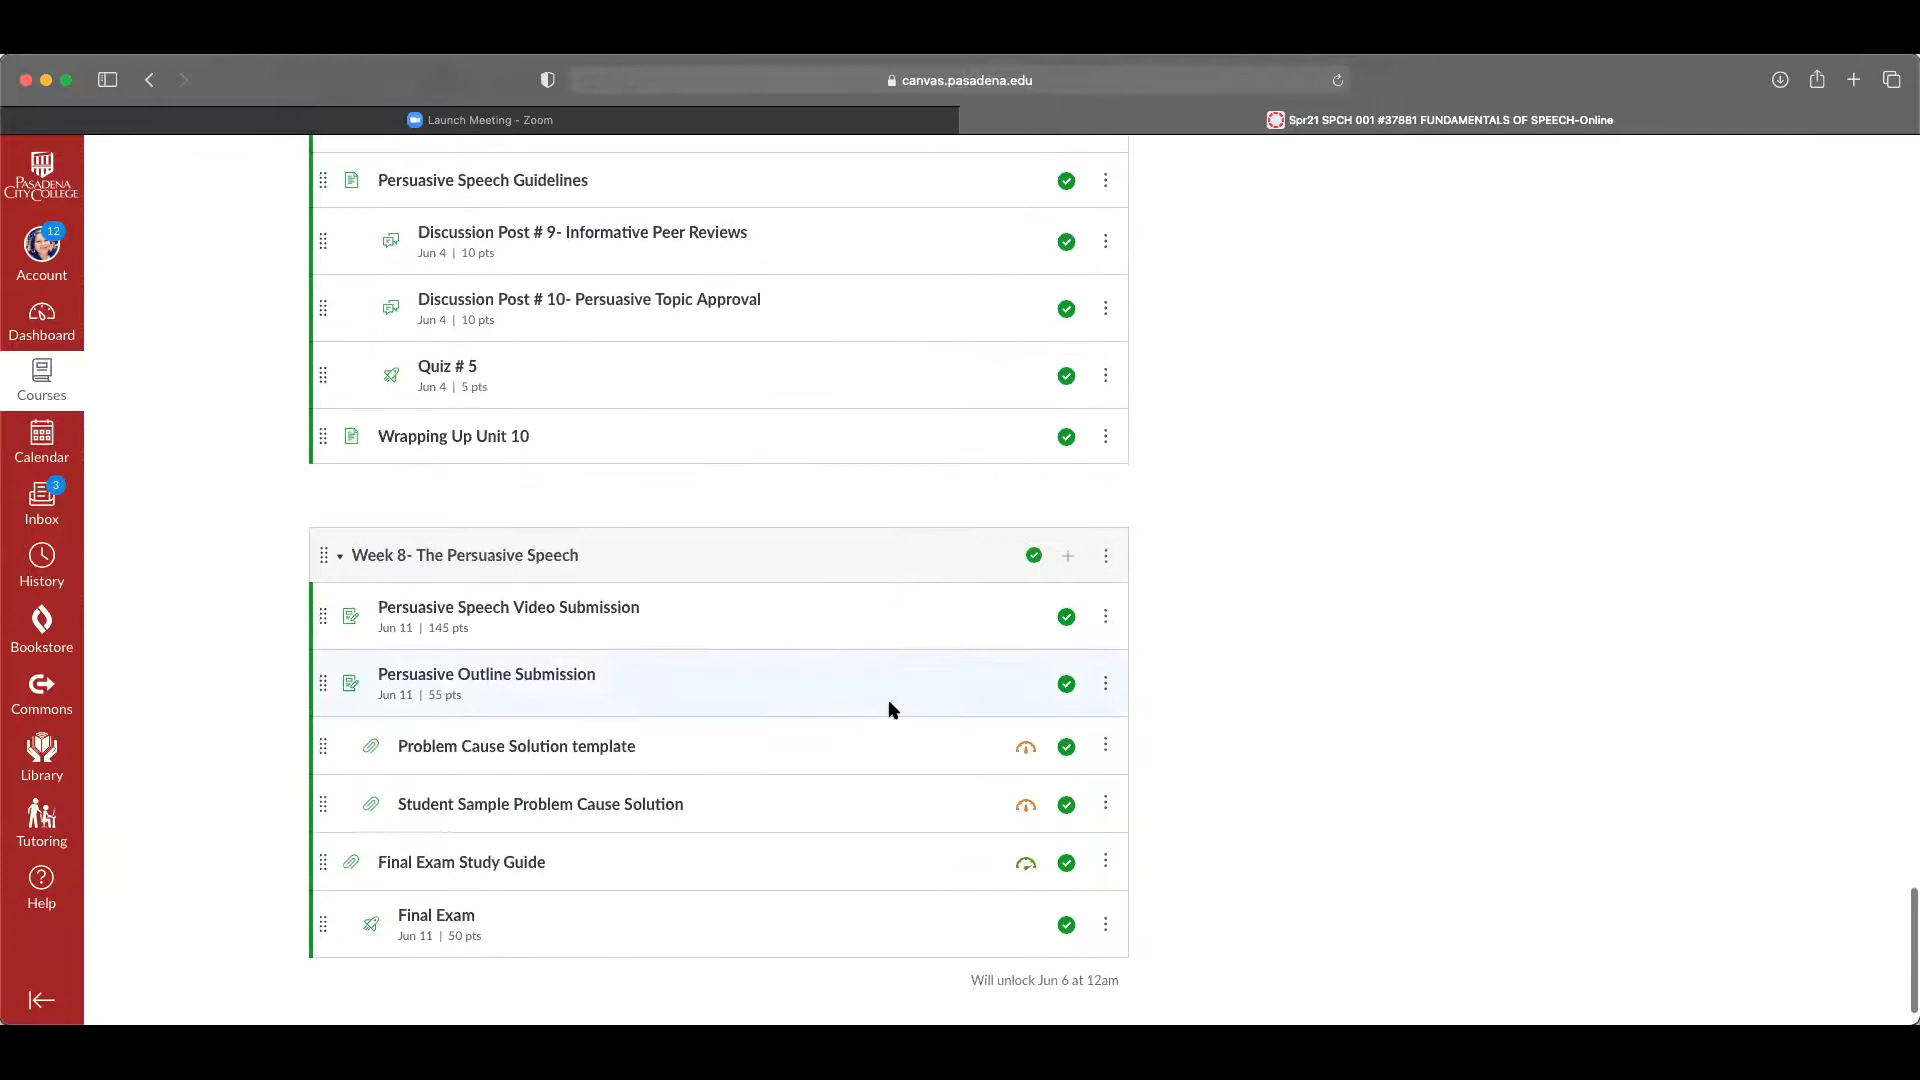 canvas.pasadena.edu
Launch Meeting - Zoom
Spr21 SPCH 001 #37881 FUNDAMENTALS OF SPEECH-Online
PASADENA
CITY COLLEGE
12
Account
Dashboard
Courses
Calendar
3
Inbox
History
Bookstore
Commons
Library
Tutoring
Help
Persuasive Speech Guidelines
Discussion Post # 9- Informative Peer Reviews
Jun 4 | 10 pts
Discussion Post # 10- Persuasive Topic Approval
Jun 4 | 10 pts
Quiz # 5
Jun 4 | 5 pts
Wrapping Up Unit 10
Week 8- The Persuasive Speech
Persuasive Speech Video Submission
Jun 11 | 145 pts
Persuasive Outline Submission
Jun 11 | 55 pts
Problem Cause Solution template
Student Sample Problem Cause Solution
Final Exam Study Guide
Final Exam
Jun 11 | 50 pts
Will unlock Jun 6 at 12am